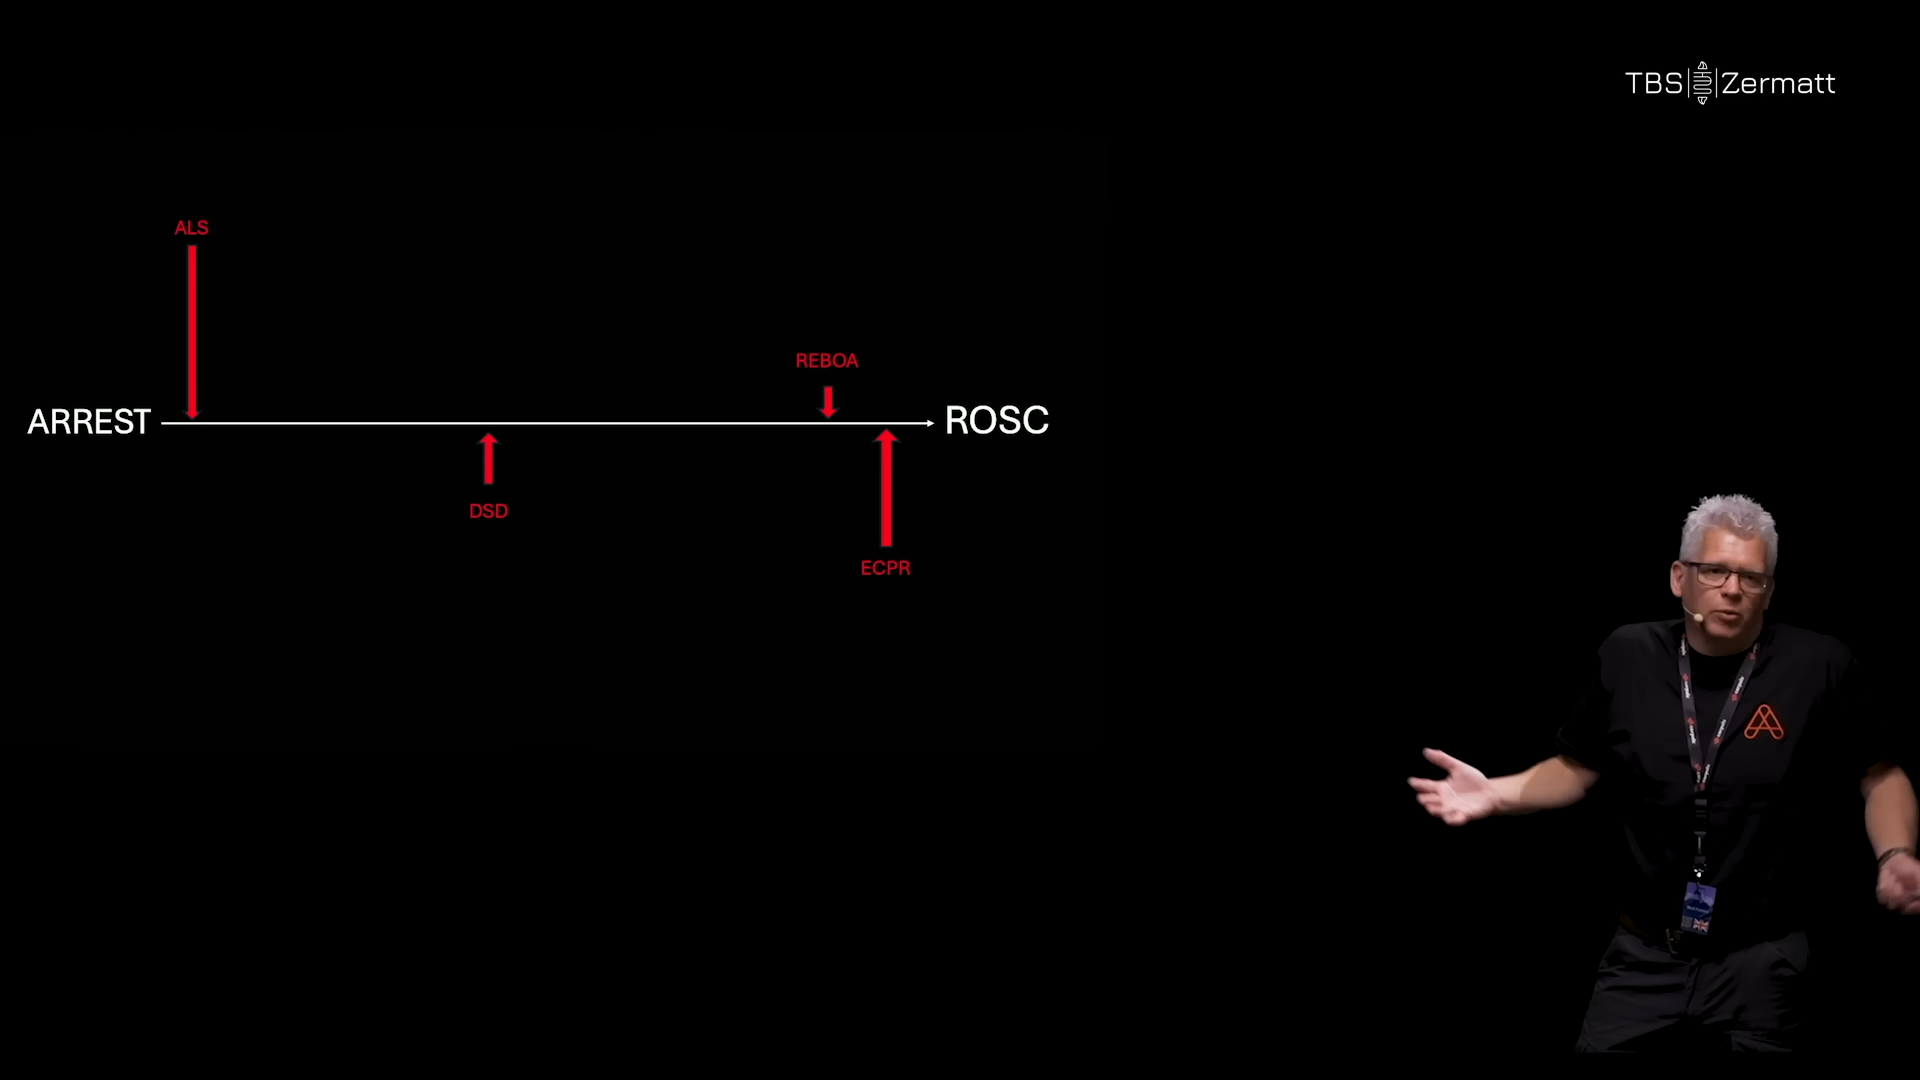 TBS Zermatt
ALS
REBOA
ARREST
ROSC
DSD
ECPR